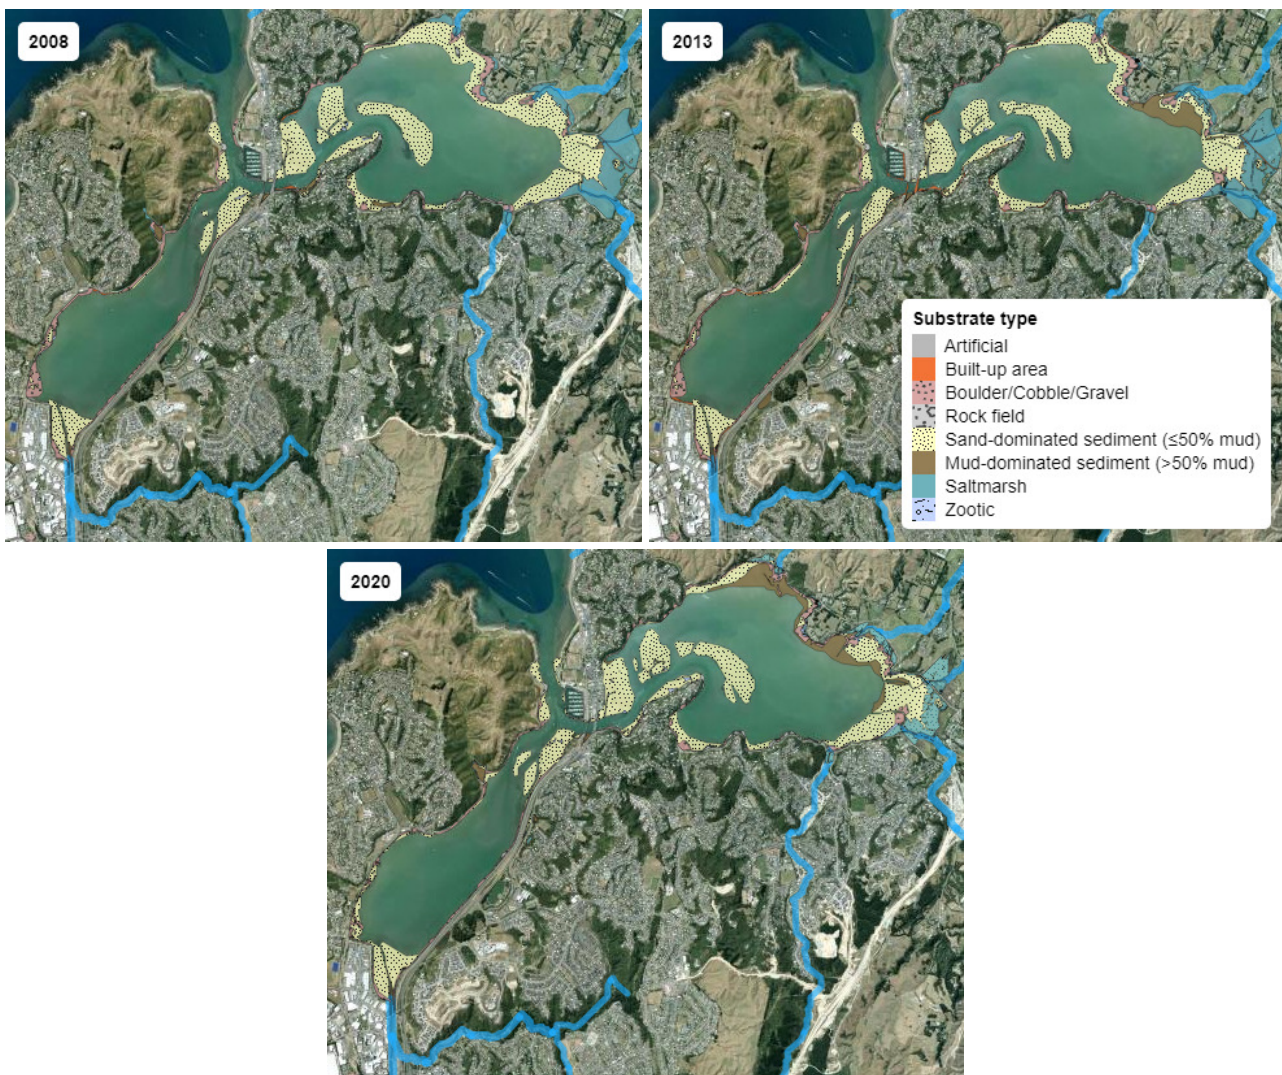 2008
2013
Substrate type
Artificial
Built-up area
Boulder/Cobble/Gravel
Rock field
Sand-dominated sediment (≤50% mud)
Mud-dominated sediment (>50% mud)
Saltmarsh
Zootic
2020